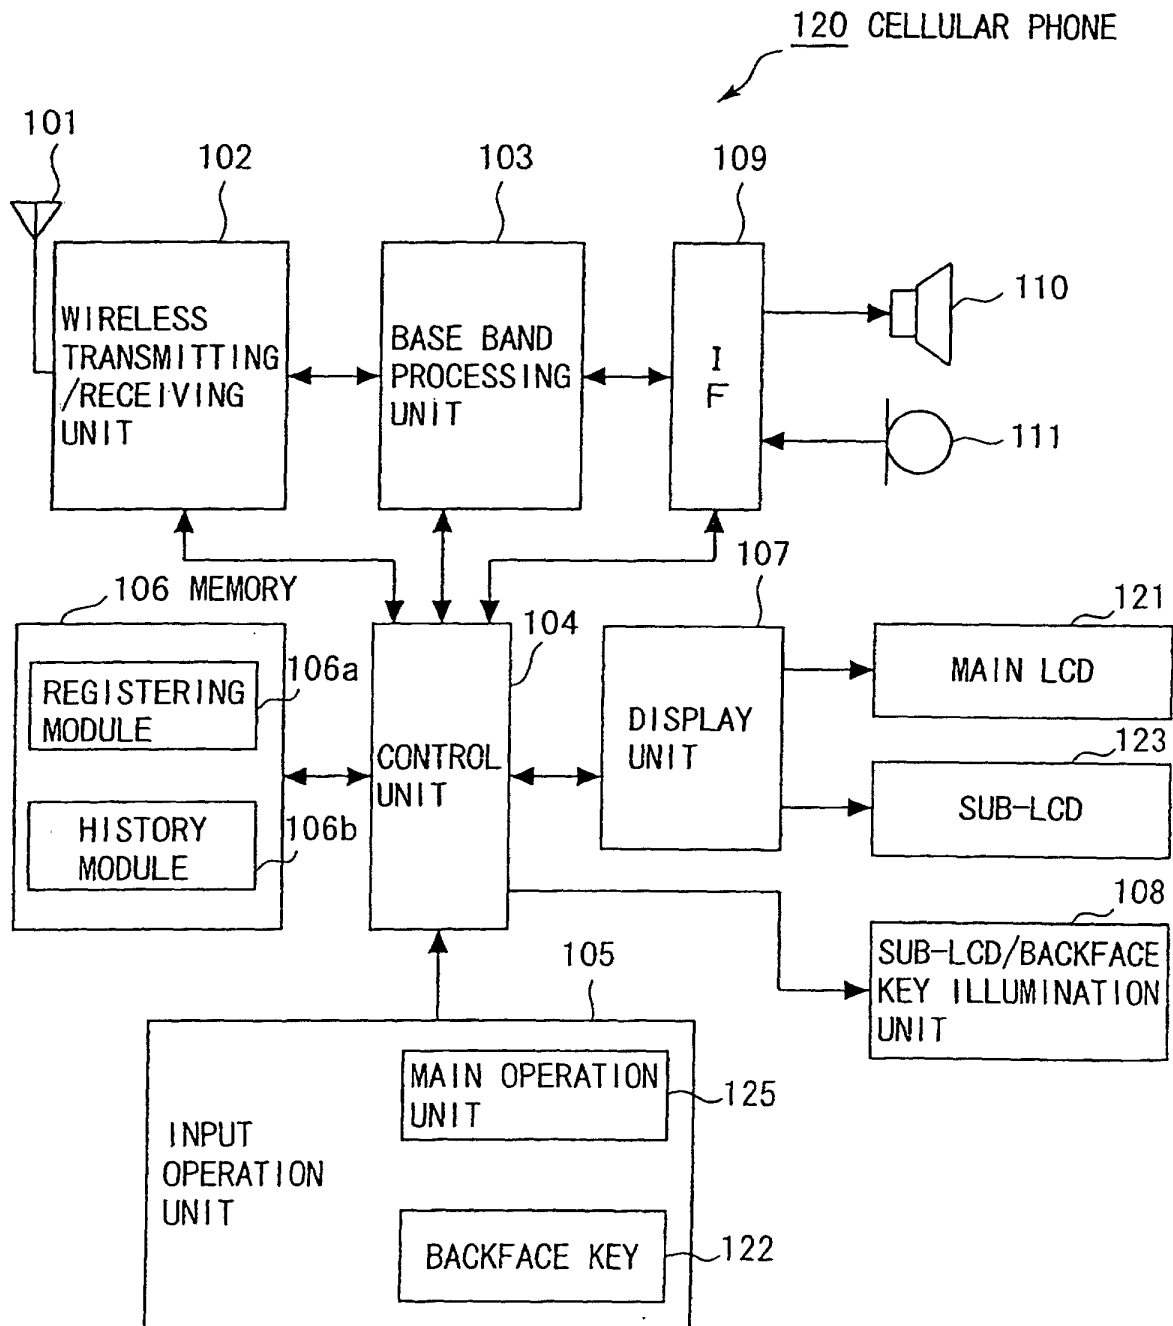 120 CELLULAR PHONE
101
102
103
109
WIRELESS
TRANSMITTING
/RECEIVING
UNIT
BASE BAND
PROCESSING
UNIT
I
F
110
111
106 MEMORY
104
107
121
REGISTERING
MODULE
106a
HISTORY
MODULE
106b
CONTROL
UNIT
DISPLAY
UNIT
MAIN LCD
123
SUB-LCD
108
SUB-LCD/BACKFACE
KEY ILLUMINATION
UNIT
105
INPUT
OPERATION
UNIT
MAIN OPERATION
UNIT
125
BACKFACE KEY
122